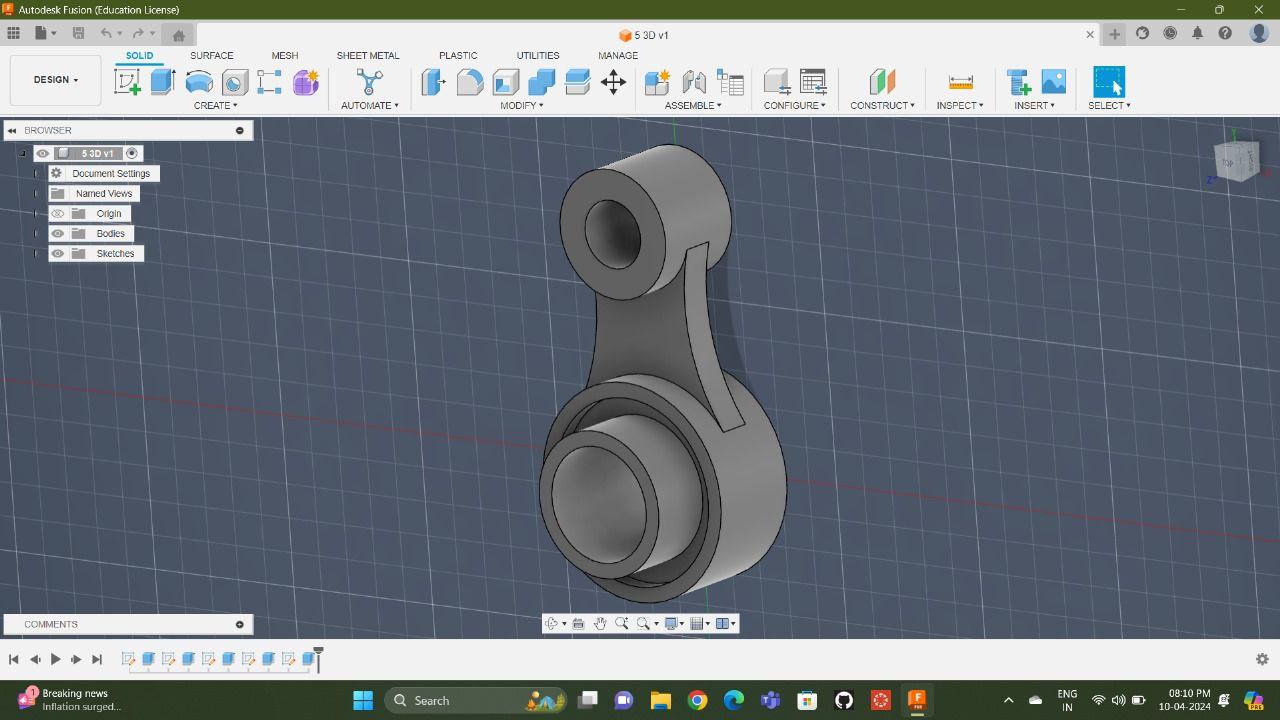 Autodesk Fusion (Education License)
5 3D v1
SOLID SURFACE MESH SHEET METAL PLASTIC UTILITIES MANAGE
DESIGN
CREATE AUTOMATE MODIFY ASSEMBLE CONFIGURE CONSTRUCT INSPECT INSERT SELECT
BROWSER
5 3D v1
Document Settings
Named Views
Origin
Bodies
Sketches
Y
TOP
Z
COMMENTS
1 Breaking news
Inflation surged...
Search
ENG
IN
08:10 PM
10-04-2024